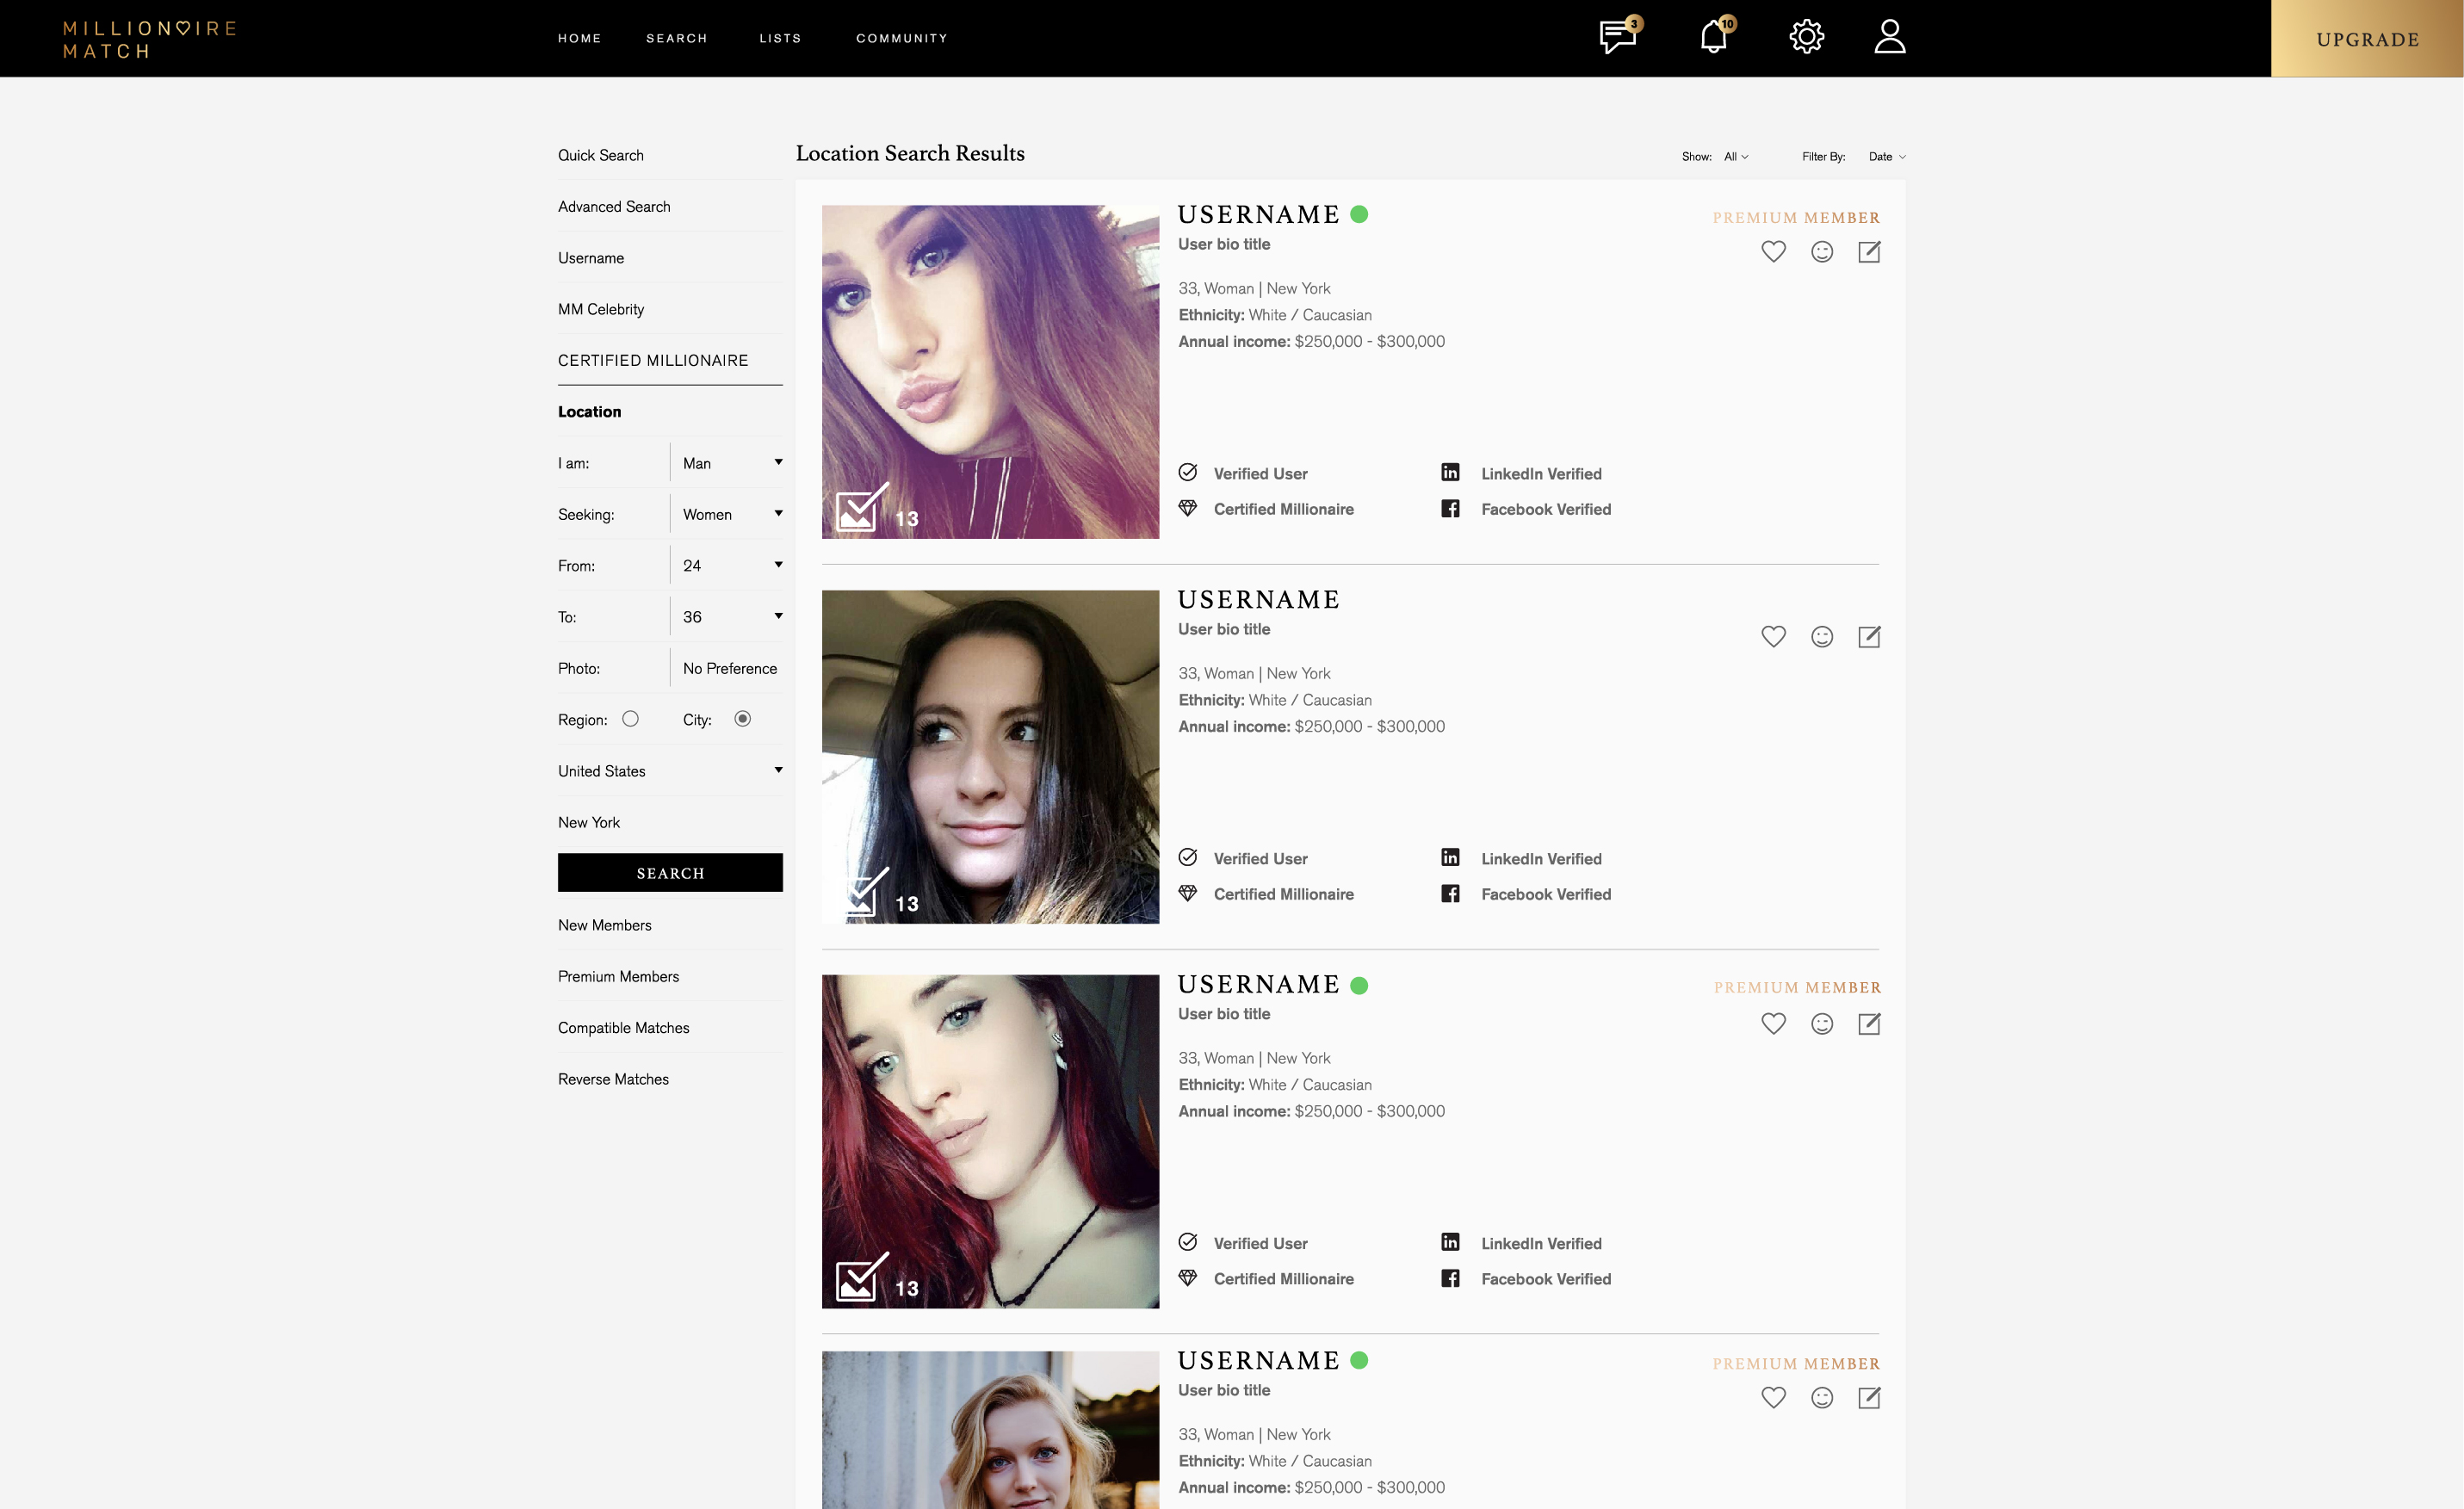 MILLION♡IRE
MATCH
HOME SEARCH LISTS COMMUNITY
3
10
UPGRADE
Quick Search
Advanced Search
Username
MM Celebrity
CERTIFIED MILLIONAIRE
Location
I am: Man
Seeking: Women
From: 24
To: 36
Photo: No Preference
Region: City:
United States
New York
SEARCH
New Members
Premium Members
Compatible Matches
Reverse Matches
Location Search Results
Show: All Filter By: Date
USERNAME
PREMIUM MEMBER
User bio title
33, Woman | New York
Ethnicity: White / Caucasian
Annual income: $250,000 - $300,000
Verified User LinkedIn Verified
Certified Millionaire Facebook Verified
13
USERNAME
User bio title
33, Woman | New York
Ethnicity: White / Caucasian
Annual income: $250,000 - $300,000
Verified User LinkedIn Verified
Certified Millionaire Facebook Verified
13
USERNAME
PREMIUM MEMBER
User bio title
33, Woman | New York
Ethnicity: White / Caucasian
Annual income: $250,000 - $300,000
Verified User LinkedIn Verified
Certified Millionaire Facebook Verified
13
USERNAME
PREMIUM MEMBER
User bio title
33, Woman | New York
Ethnicity: White / Caucasian
Annual income: $250,000 - $300,000